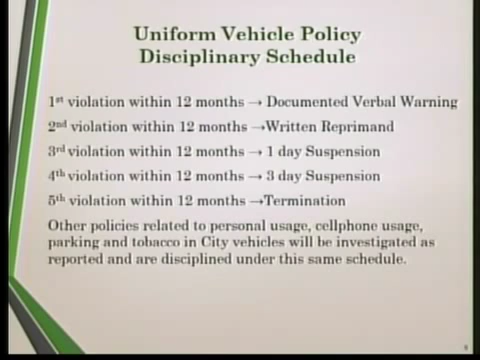 Uniform Vehicle Policy
Disciplinary Schedule
1st violation within 12 months → Documented Verbal Warning
2nd violation within 12 months →Written Reprimand
3rd violation within 12 months → 1 day Suspension
4th violation within 12 months → 3 day Suspension
5th violation within 12 months →Termination
Other policies related to personal usage, cellphone usage,
parking and tobacco in City vehicles will be investigated as
reported and are disciplined under this same schedule.